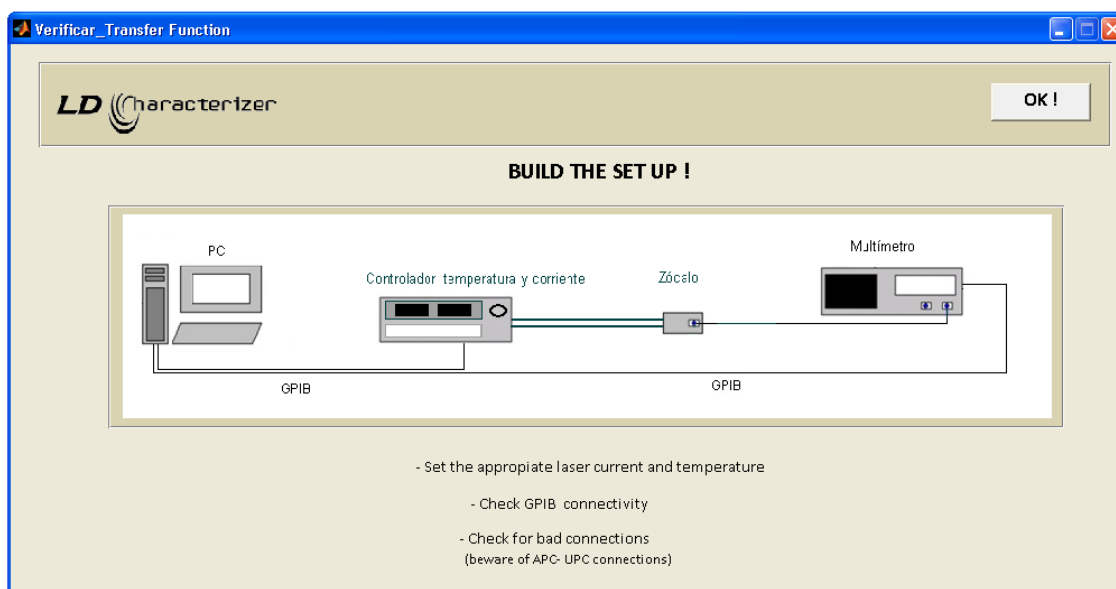 Verificar_Transfer Function
LD Characterizer
OK !
BUILD THE SET UP !
PC
Multímetro
Controlador temperatura y corriente
Zócalo
GPIB
GPIB
- Set the appropiate laser current and temperature
- Check GPIB connectivity
- Check for bad connections
(beware of APC- UPC connections)